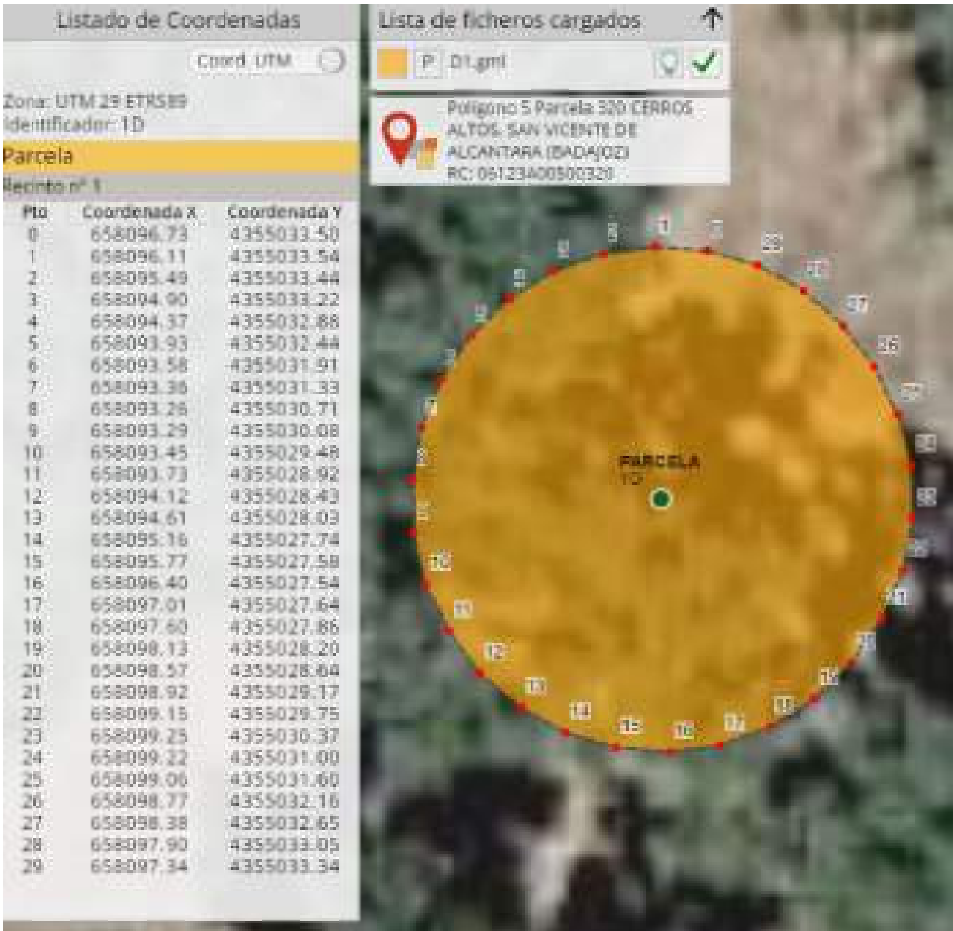 Listado de Coordenadas
Coord. UTM
Zona: UTM 29 ETRS89
Identificador: 1D
Parcela
Recinto nº 1
Pto Coordenada X Coordenada Y
0 658096.73 4355033.50
1 658096.11 4355033.54
2 658095.49 4355033.44
3 658094.90 4355033.22
4 658094.37 4355032.88
5 658093.93 4355032.44
6 658093.58 4355031.91
7 658093.36 4355031.33
8 658093.26 4355030.71
9 658093.29 4355030.08
10 658093.45 4355029.48
11 658093.73 4355028.92
12 658094.12 4355028.43
13 658094.61 4355028.03
14 658095.16 4355027.74
15 658095.77 4355027.58
16 658096.40 4355027.54
17 658097.01 4355027.64
18 658097.60 4355027.86
19 658098.13 4355028.20
20 658098.57 4355028.64
21 658098.92 4355029.17
22 658099.15 4355029.75
23 658099.25 4355030.37
24 658099.22 4355031.00
25 658099.06 4355031.60
26 658098.77 4355032.16
27 658098.38 4355032.65
28 658097.90 4355033.05
29 658097.34 4355033.34
Lista de ficheros cargados
P D1.gml
Polígono 5 Parcela 320 CERROS
ALTOS. SAN VICENTE DE
ALCANTARA (BADAJOZ)
RC: 06123A00500320
27
26
PARCELA
1D
10
11
12
13
14
15
16
17